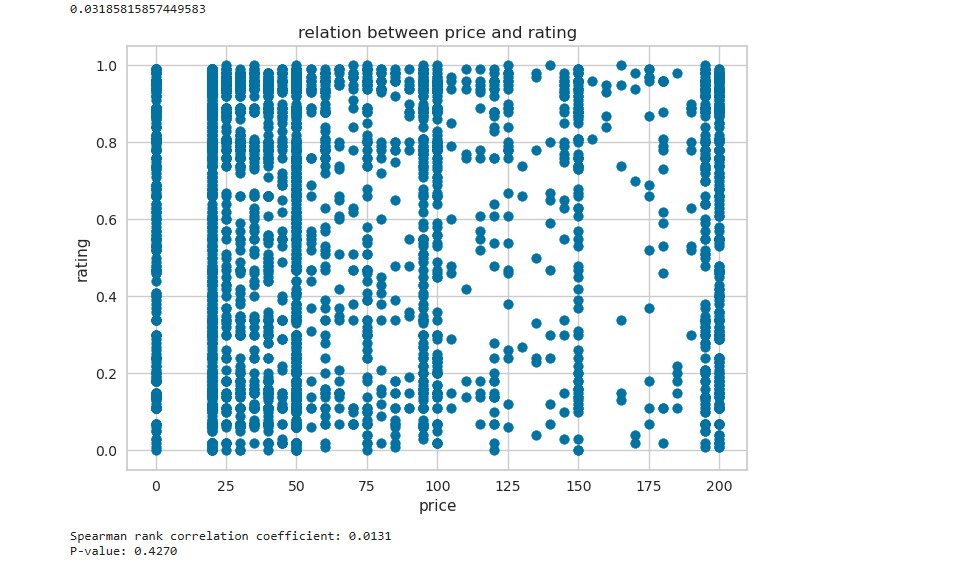 0.03185815857449583
relation between price and rating
1.0
0.8
0.6
0.4
0.2
0.0
rating
0 25 50 75 100 125 150 175 200
price
Spearman rank correlation coefficient: 0.0131
P-value: 0.4270